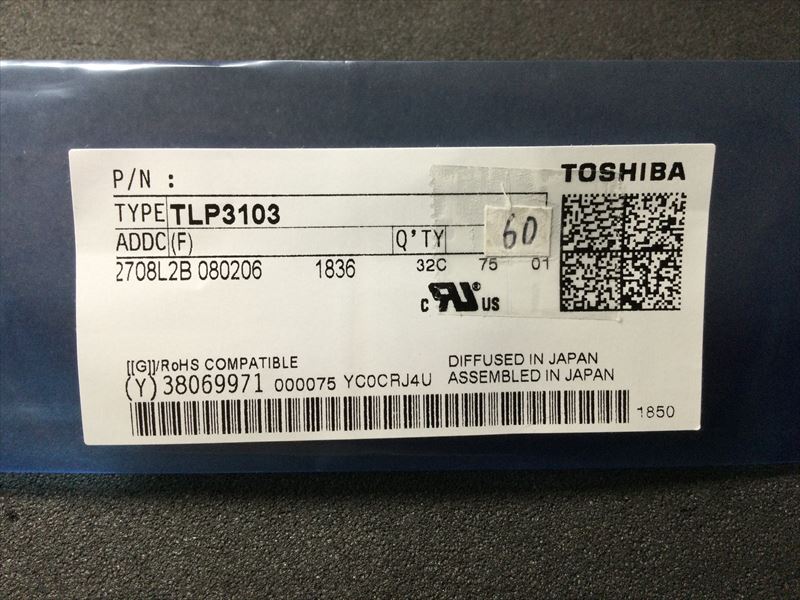 P/N :
TOSHIBA
TYPE TLP3103
ADDC (F) Q'TY 60
2708L2B 080206 1836 32C 75 01
c RU ® US
[[G]]/RoHS COMPATIBLE DIFFUSED IN JAPAN
(Y)38069971 000075 YC0CRJ4U ASSEMBLED IN JAPAN
1850